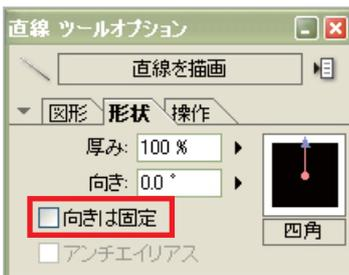 直線 ツールオプション
直線を描画
図形 形状 操作
厚み: 100 %
向き: 0.0 °
向きは固定
四角
アンチエイリアス